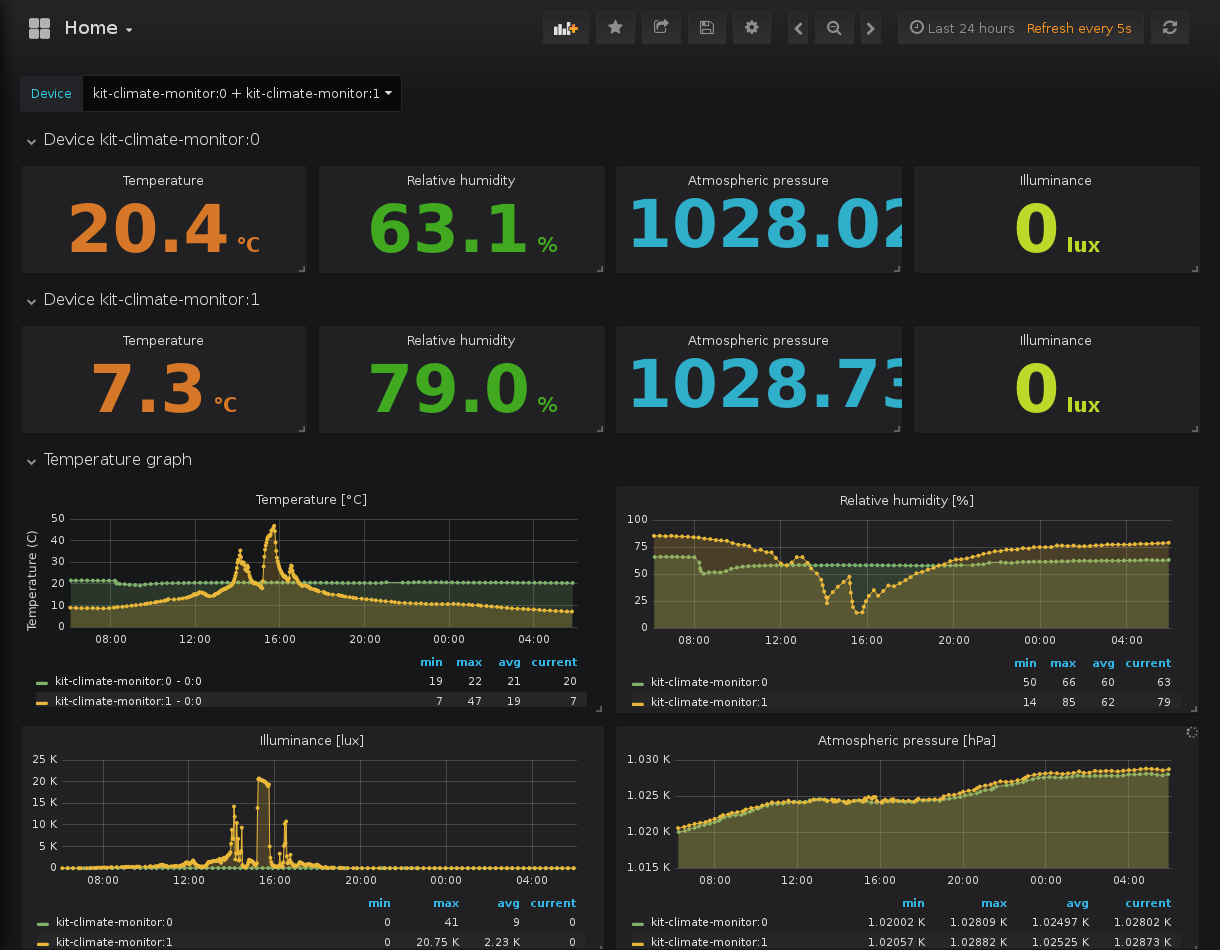 Home
Last 24 hours Refresh every 5s
Device kit-climate-monitor:0 + kit-climate-monitor:1
Device kit-climate-monitor:0
Temperature Relative humidity Atmospheric pressure Illuminance
20.4 °C 63.1 % 1028.02 0 lux
Device kit-climate-monitor:1
Temperature Relative humidity Atmospheric pressure Illuminance
7.3 °C 79.0 % 1028.73 0 lux
Temperature graph
Temperature [°C]
Temperature (C)
50
40
30
20
10
0
08:00 12:00 16:00 20:00 00:00 04:00
min max avg current
kit-climate-monitor:0 - 0:0 19 22 21 20
kit-climate-monitor:1 - 0:0 7 47 19 7
Relative humidity [%]
100
75
50
25
0
08:00 12:00 16:00 20:00 00:00 04:00
min max avg current
kit-climate-monitor:0 50 66 60 63
kit-climate-monitor:1 14 85 62 79
Illuminance [lux]
25 K
20 K
15 K
10 K
5 K
0
08:00 12:00 16:00 20:00 00:00 04:00
min max avg current
kit-climate-monitor:0 0 41 9 0
kit-climate-monitor:1 0 20.75 K 2.23 K 0
Atmospheric pressure [hPa]
1.030 K
1.025 K
1.020 K
1.015 K
08:00 12:00 16:00 20:00 00:00 04:00
min max avg current
kit-climate-monitor:0 1.02002 K 1.02809 K 1.02497 K 1.02802 K
kit-climate-monitor:1 1.02057 K 1.02882 K 1.02525 K 1.02873 K